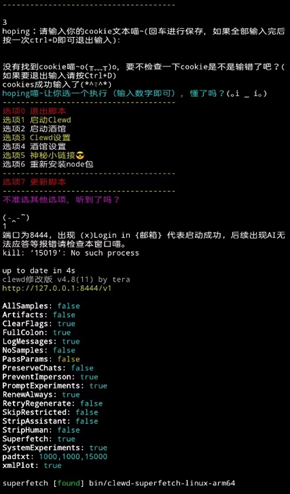 ------------------------------------
3
hoping：请输入你的cookie文本喵~(回车进行保存，如果全部输入完后按一次ctrl+D即可退出输入)：

没有找到cookie喵~o(╥﹏╥)o，要不检查一下cookie是不是输错了吧？(如果要退出输入请按Ctrl+D)
cookies成功输入了(*^▽^*)
hoping喵~让你选一个执行（输入数字即可），懂了吗？(｡ì _ í｡)
------------------------------------
选项0 退出脚本
选项1 启动Clewd
选项2 启动酒馆
选项3 Clewd设置
选项4 酒馆设置
选项5 神秘小链接😎
选项6 重新安装node包
------------------------------------
选项7 更新脚本
------------------------------------
不准选其他选项，听到了吗？

(-‿-)
1
端口为8444, 出现 (x)Login in {邮箱} 代表启动成功, 后续出现AI无法应答等报错请检查本窗口喵。
kill: ‘15019’: No such process

up to date in 4s
clewd修改版 v4.8(11) by tera
http://127.0.0.1:8444/v1

AllSamples: false
Artifacts: false
ClearFlags: true
FullColon: true
LogMessages: true
NoSamples: false
PassParams: false
PreserveChats: false
PreventImperson: true
PromptExperiments: true
RenewAlways: true
RetryRegenerate: false
SkipRestricted: false
StripAssistant: false
StripHuman: false
Superfetch: true
SystemExperiments: true
padtxt: 1000,1000,15000
xmlPlot: true

superfetch [found] bin/clewd-superfetch-linux-arm64